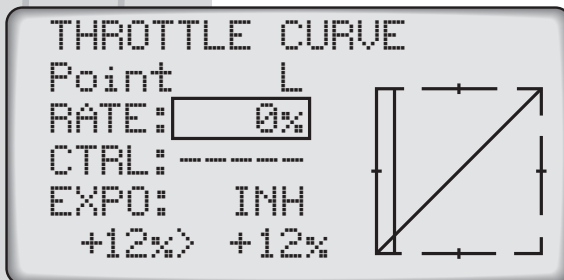 THROTTLE CURVE
Point L
RATE: 0%
CTRL: -----
EXPO: INH
+12%> +12%